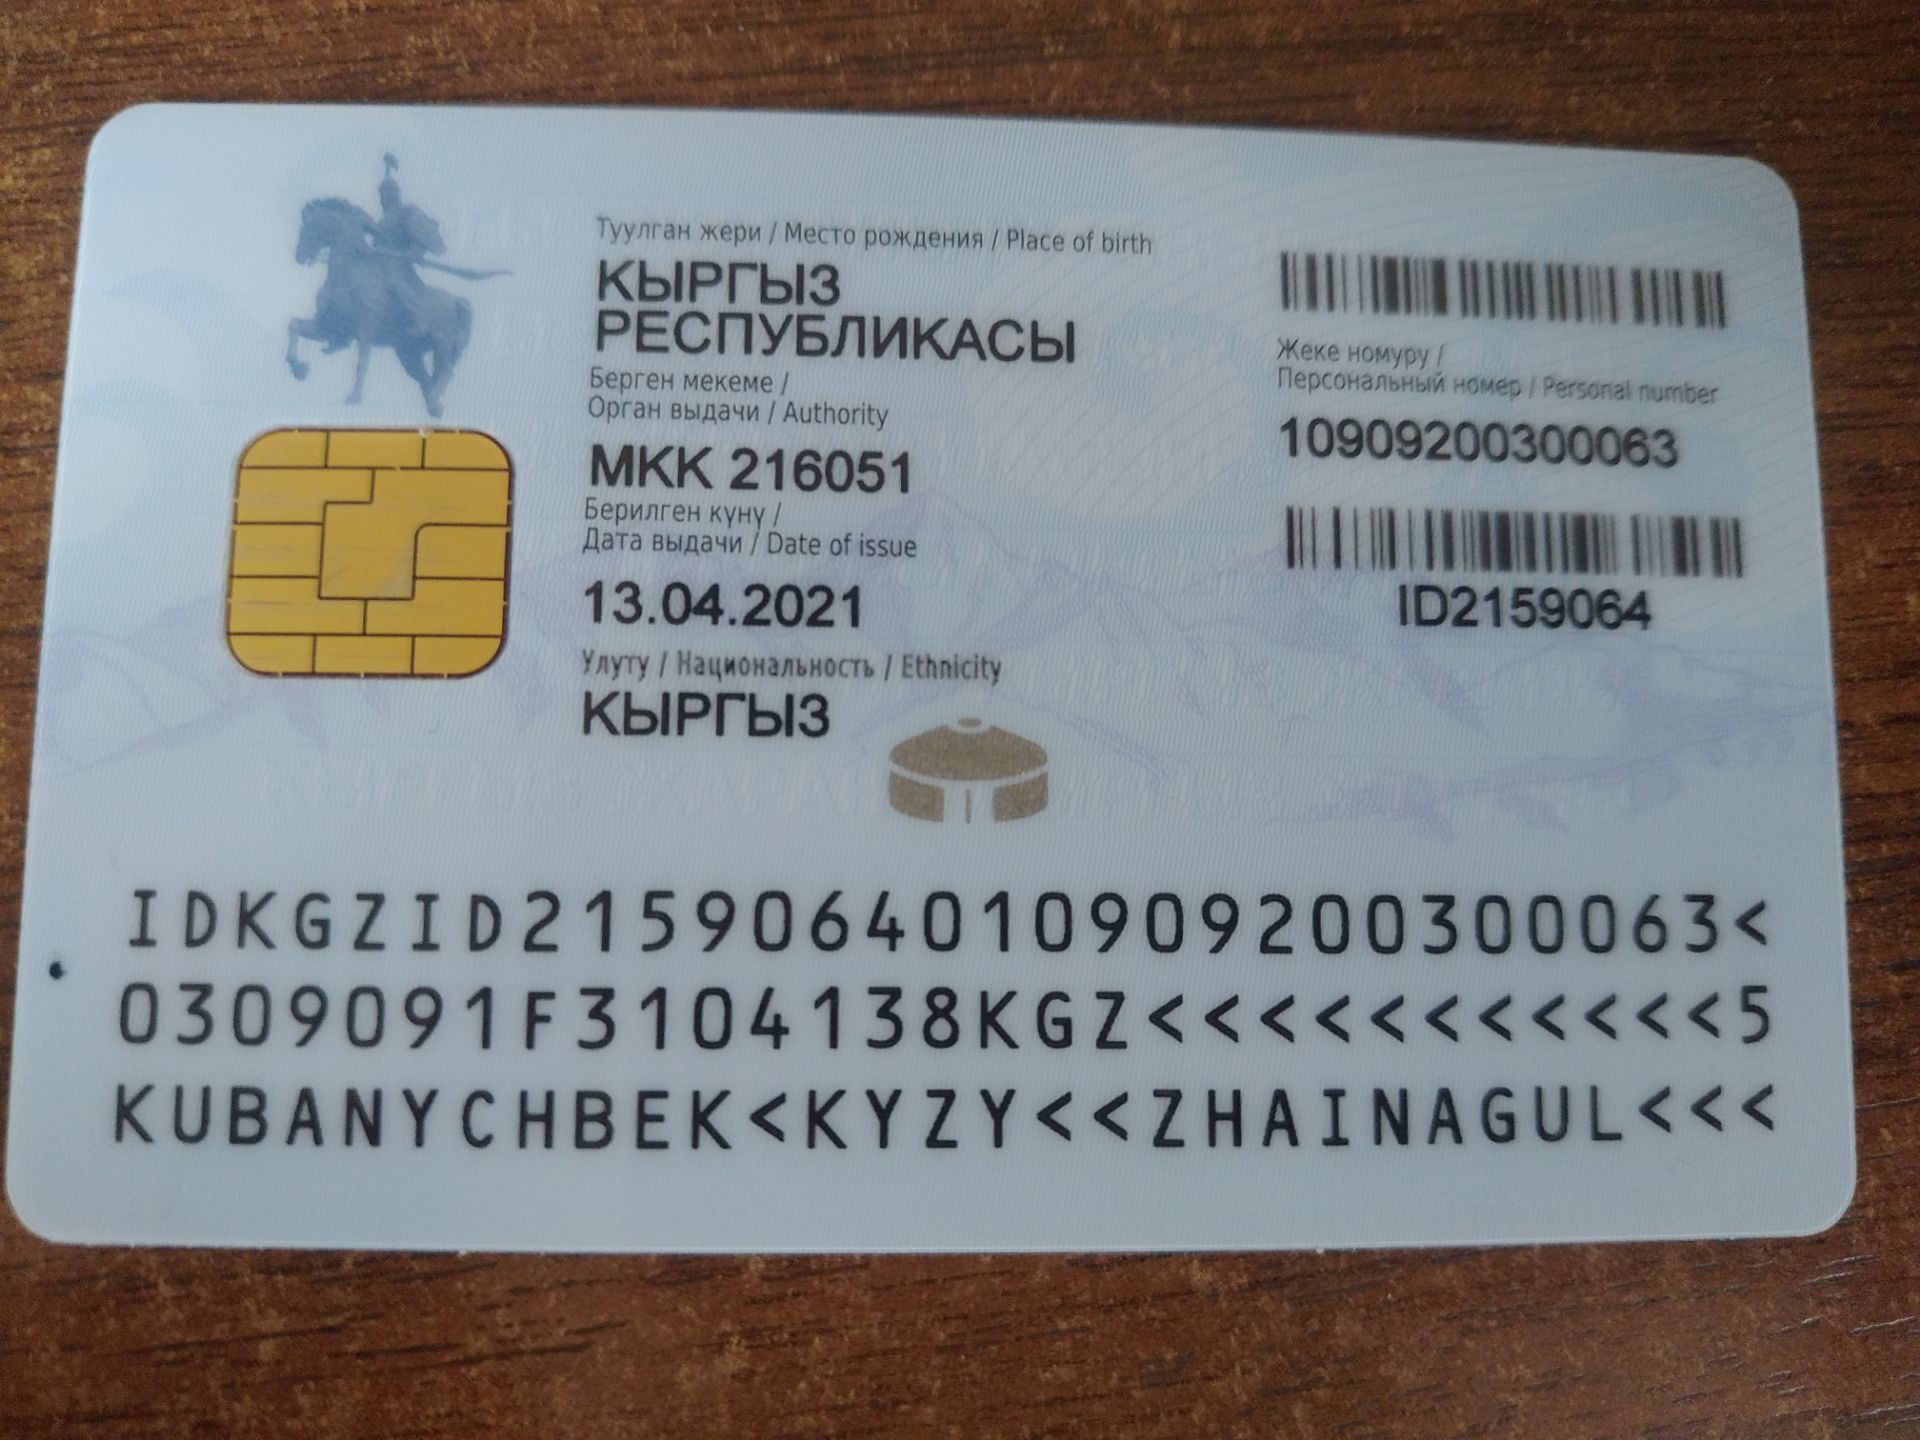 Туулган жери / Место рождения / Place of birth
КЫРГЫЗ
РЕСПУБЛИКАСЫ
Берген мекеме /
Орган выдачи / Authority
МКК 216051
Берилген күнү /
Дата выдачи / Date of issue
13.04.2021
Улуту / Национальность / Ethnicity
КЫРГЫЗ
Жеке номуру /
Персональный номер / Personal number
10909200300063
ID2159064
IDKGZID2159064010909200300063<
0309091F3104138KGZ<<<<<<<<<<<5
KUBANYCHBEK<KYZY<<ZHAINAGUL<<<